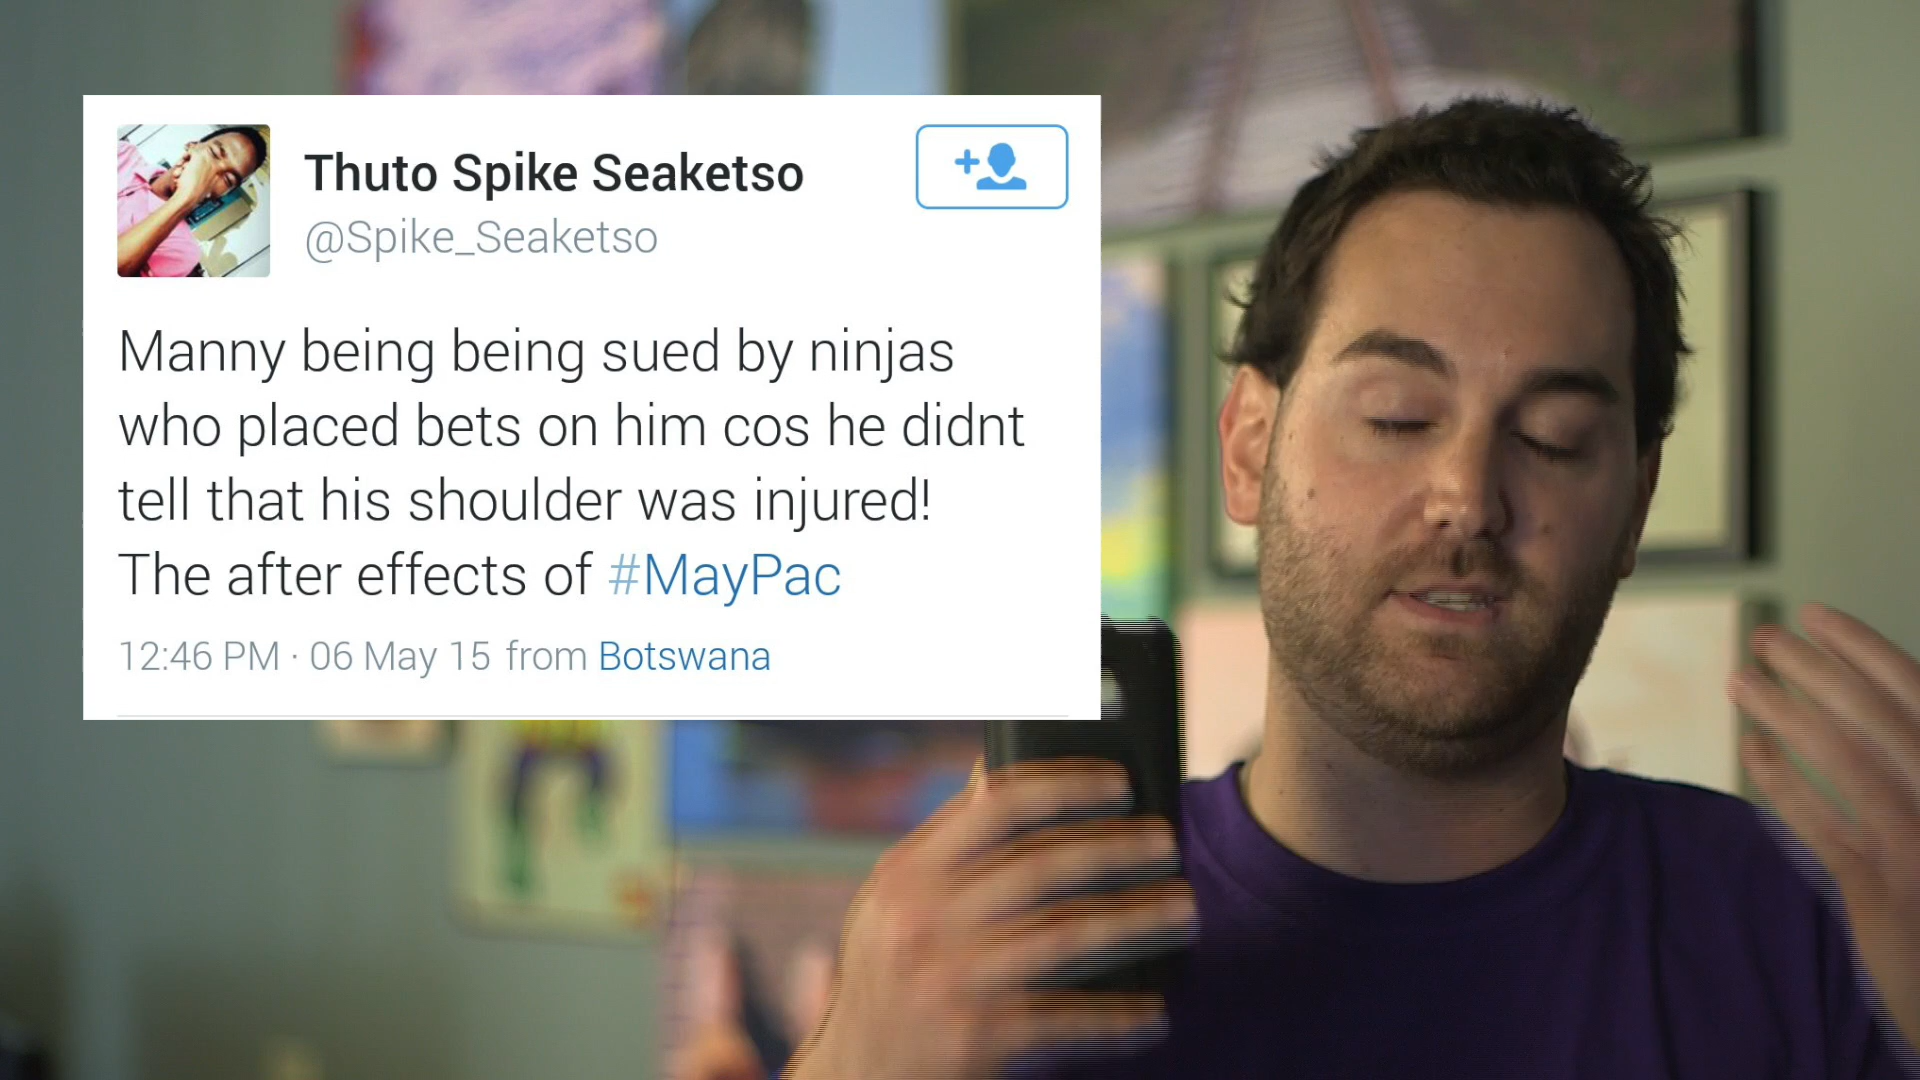 Thuto Spike Seaketso
@Spike_Seaketso
Manny being being sued by ninjas
who placed bets on him cos he didnt
tell that his shoulder was injured!
The after effects of #MayPac
12:46 PM · 06 May 15 from Botswana